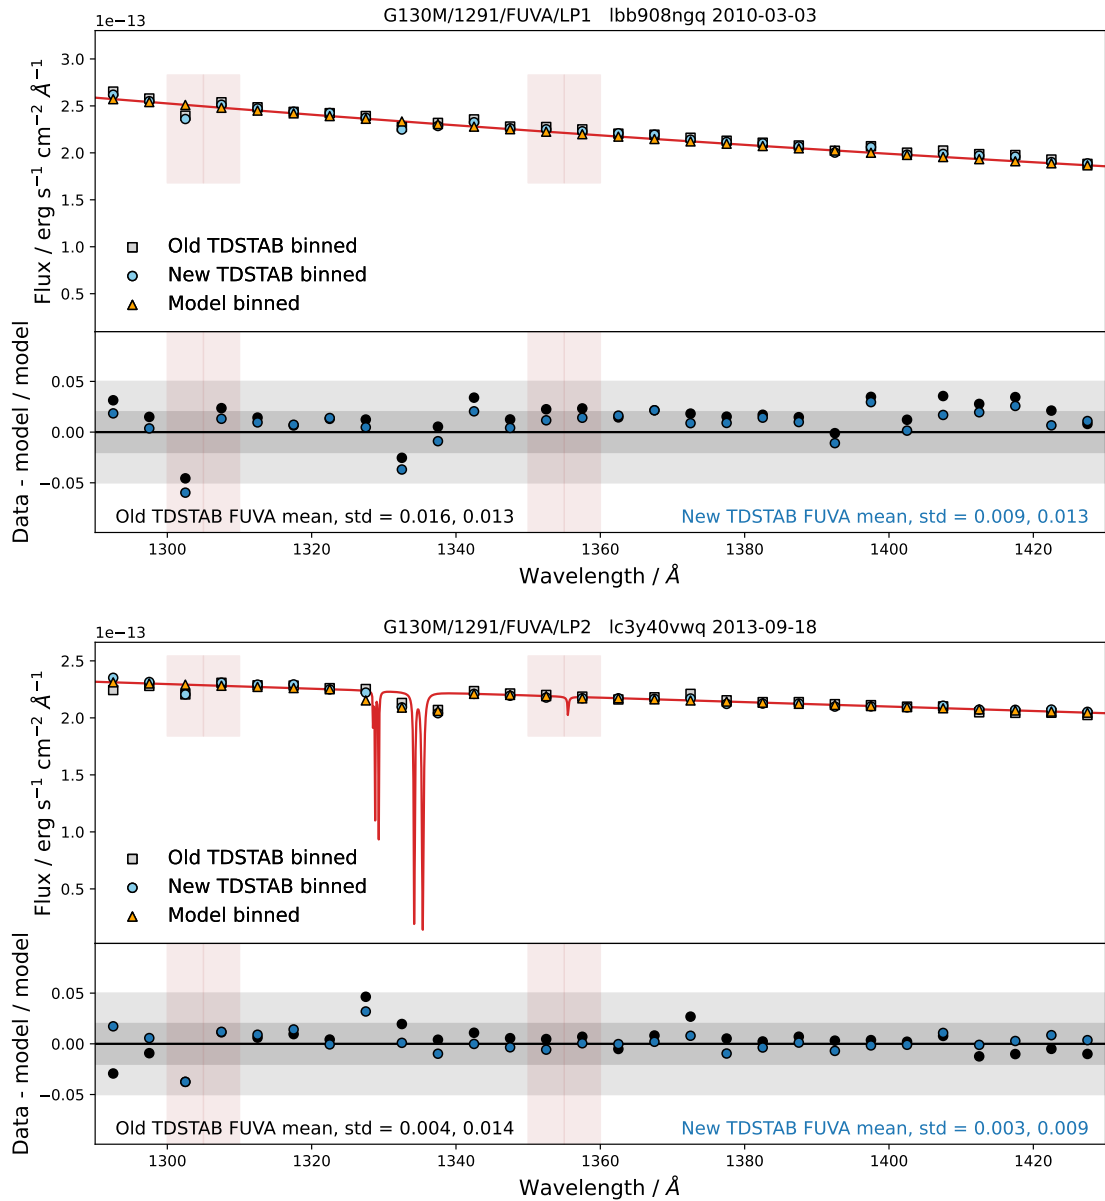 G130M/1291/FUVA/LP1 lbb908ngq 2010-03-03
1e−13
3.0
2.5
2.0
1.5
1.0
0.5
Flux / erg s−1 cm−2 Å−1
Old TDSTAB binned
New TDSTAB binned
Model binned
0.05
0.00
−0.05
Data - model / model
Old TDSTAB FUVA mean, std = 0.016, 0.013
New TDSTAB FUVA mean, std = 0.009, 0.013
1300 1320 1340 1360 1380 1400 1420
Wavelength / Å
G130M/1291/FUVA/LP2 lc3y40vwq 2013-09-18
1e−13
2.5
2.0
1.5
1.0
0.5
Flux / erg s−1 cm−2 Å−1
Old TDSTAB binned
New TDSTAB binned
Model binned
0.05
0.00
−0.05
Data - model / model
Old TDSTAB FUVA mean, std = 0.004, 0.014
New TDSTAB FUVA mean, std = 0.003, 0.009
1300 1320 1340 1360 1380 1400 1420
Wavelength / Å